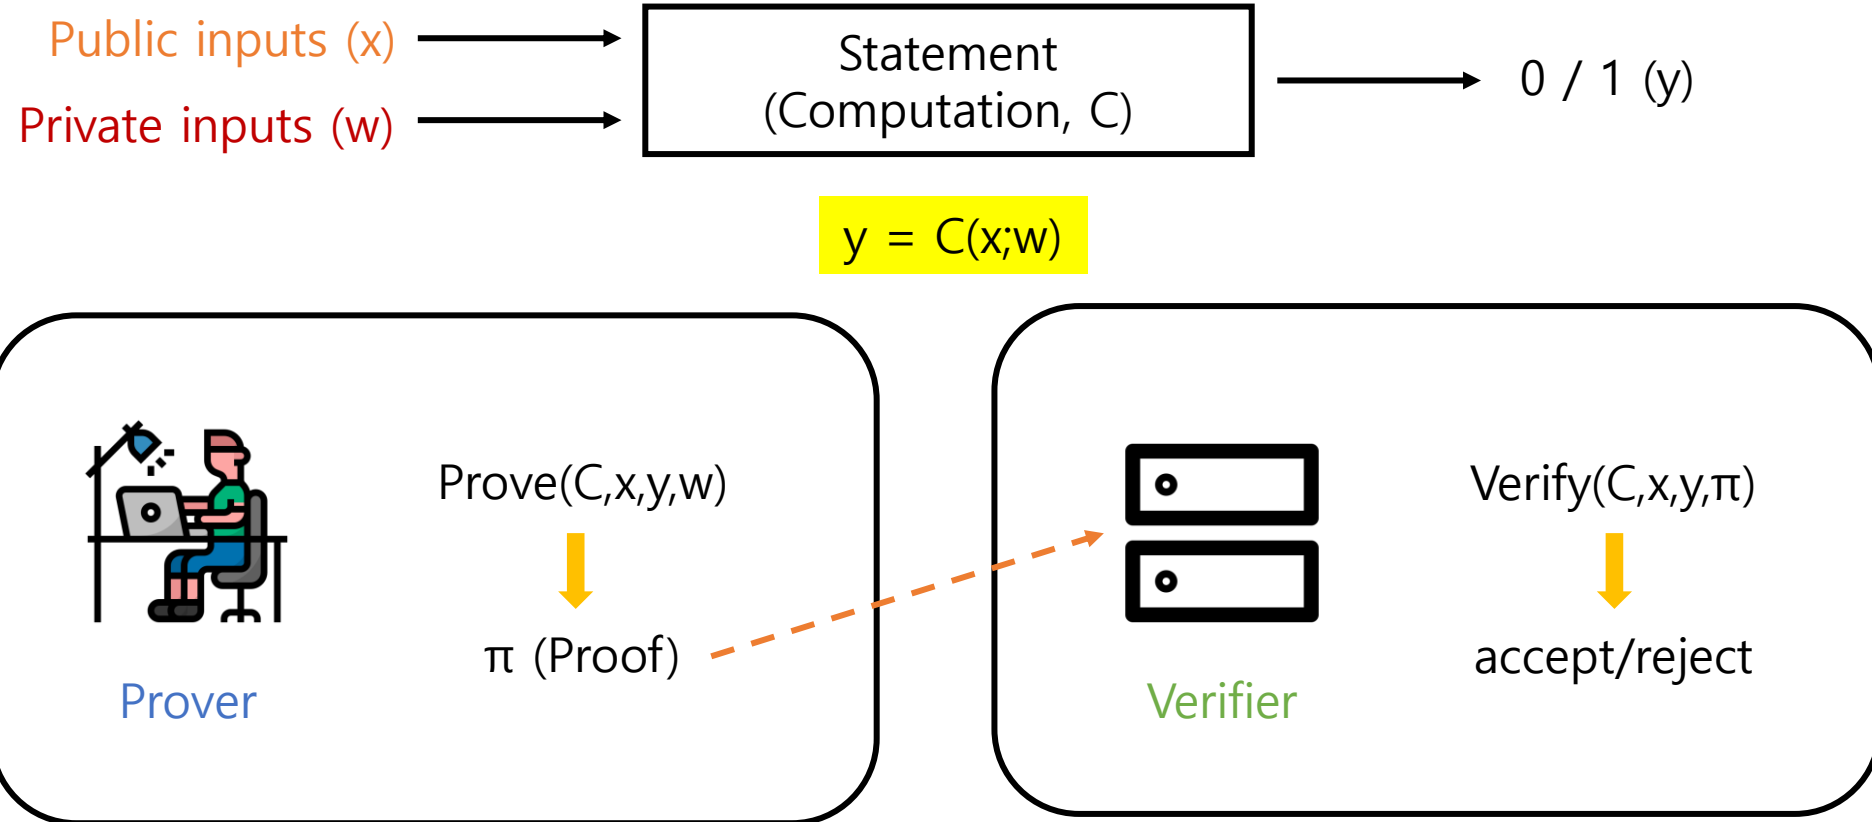 Public inputs (x)
Private inputs (w)
Statement
(Computation, C)
0 / 1 (y)
y = C(x;w)
Prove(C,x,y,w)
π (Proof)
Prover
Verify(C,x,y,π)
accept/reject
Verifier